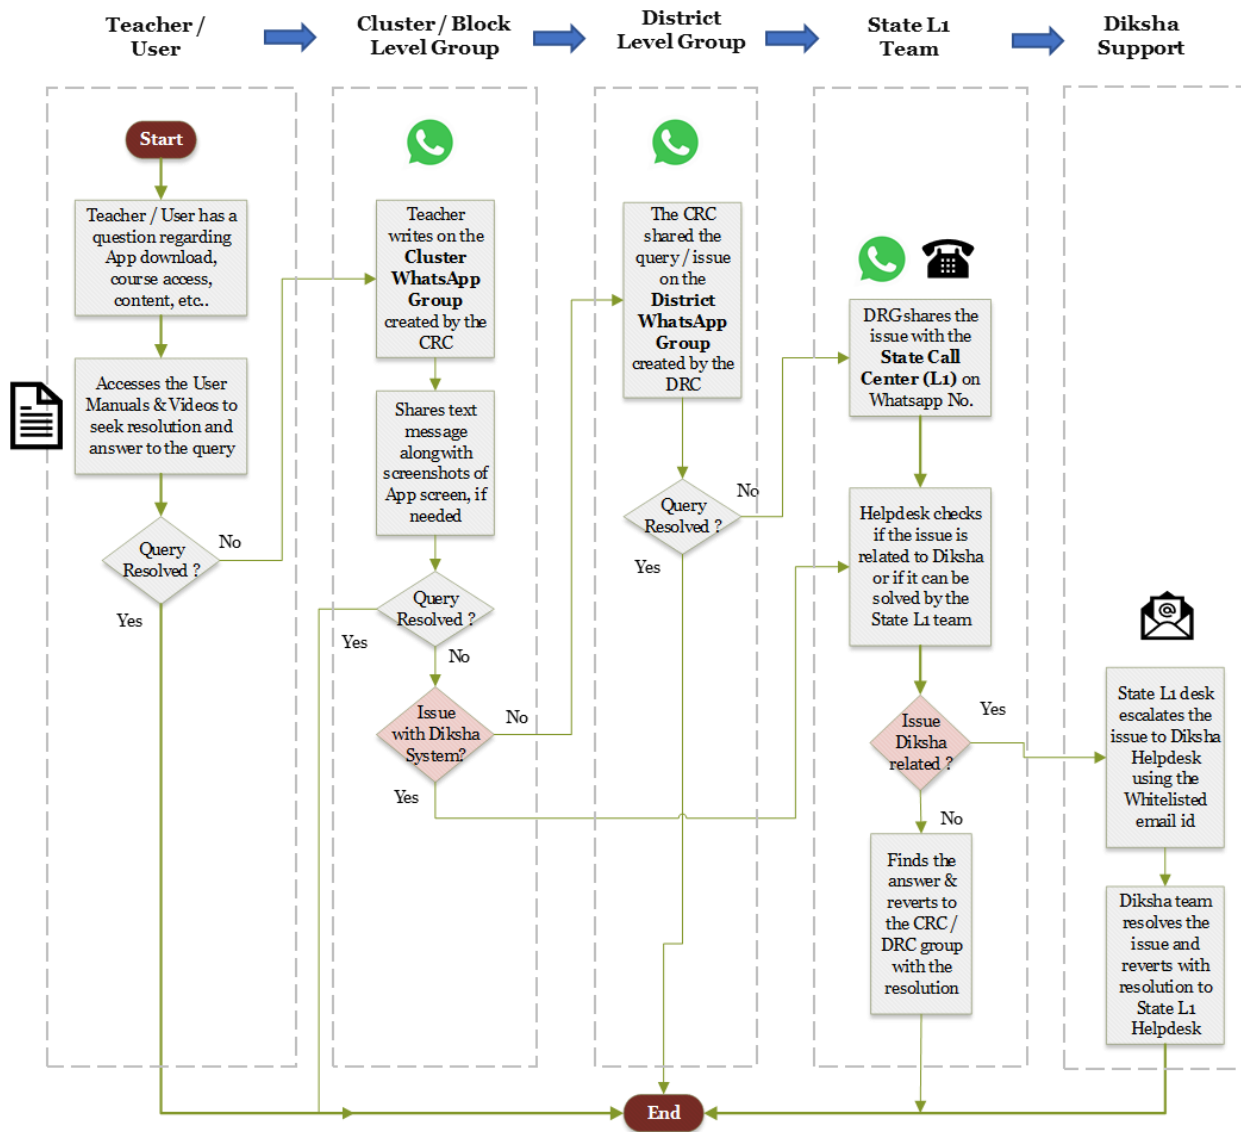 Teacher /
User
Cluster / Block
Level Group
District
Level Group
State L1
Team
Diksha
Support
Start
Teacher / User has a
question regarding
App download,
course access,
content, etc..
Accesses the User
Manuals & Videos to
seek resolution and
answer to the query
Query
Resolved ?
No
Yes
Teacher
writes on the
Cluster
WhatsApp
Group
created by the
CRC
Shares text
message
alongwith
screenshots of
App screen, if
needed
Query
Resolved ?
Yes
No
Issue
with Diksha
System?
No
Yes
The CRC
shared the
query / issue
on the
District
WhatsApp
Group
created by the
DRC
Query
Resolved ?
No
Yes
DRG shares the
issue with the
State Call
Center (L1) on
Whatsapp No.
Helpdesk checks
if the issue is
related to Diksha
or if it can be
solved by the
State L1 team
Issue
Diksha
related ?
Yes
No
Finds the
answer &
reverts to
the CRC /
DRC group
with the
resolution
@
State L1 desk
escalates the
issue to Diksha
Helpdesk
using the
Whitelisted
email id
Diksha team
resolves the
issue and
reverts with
resolution to
State L1
Helpdesk
End